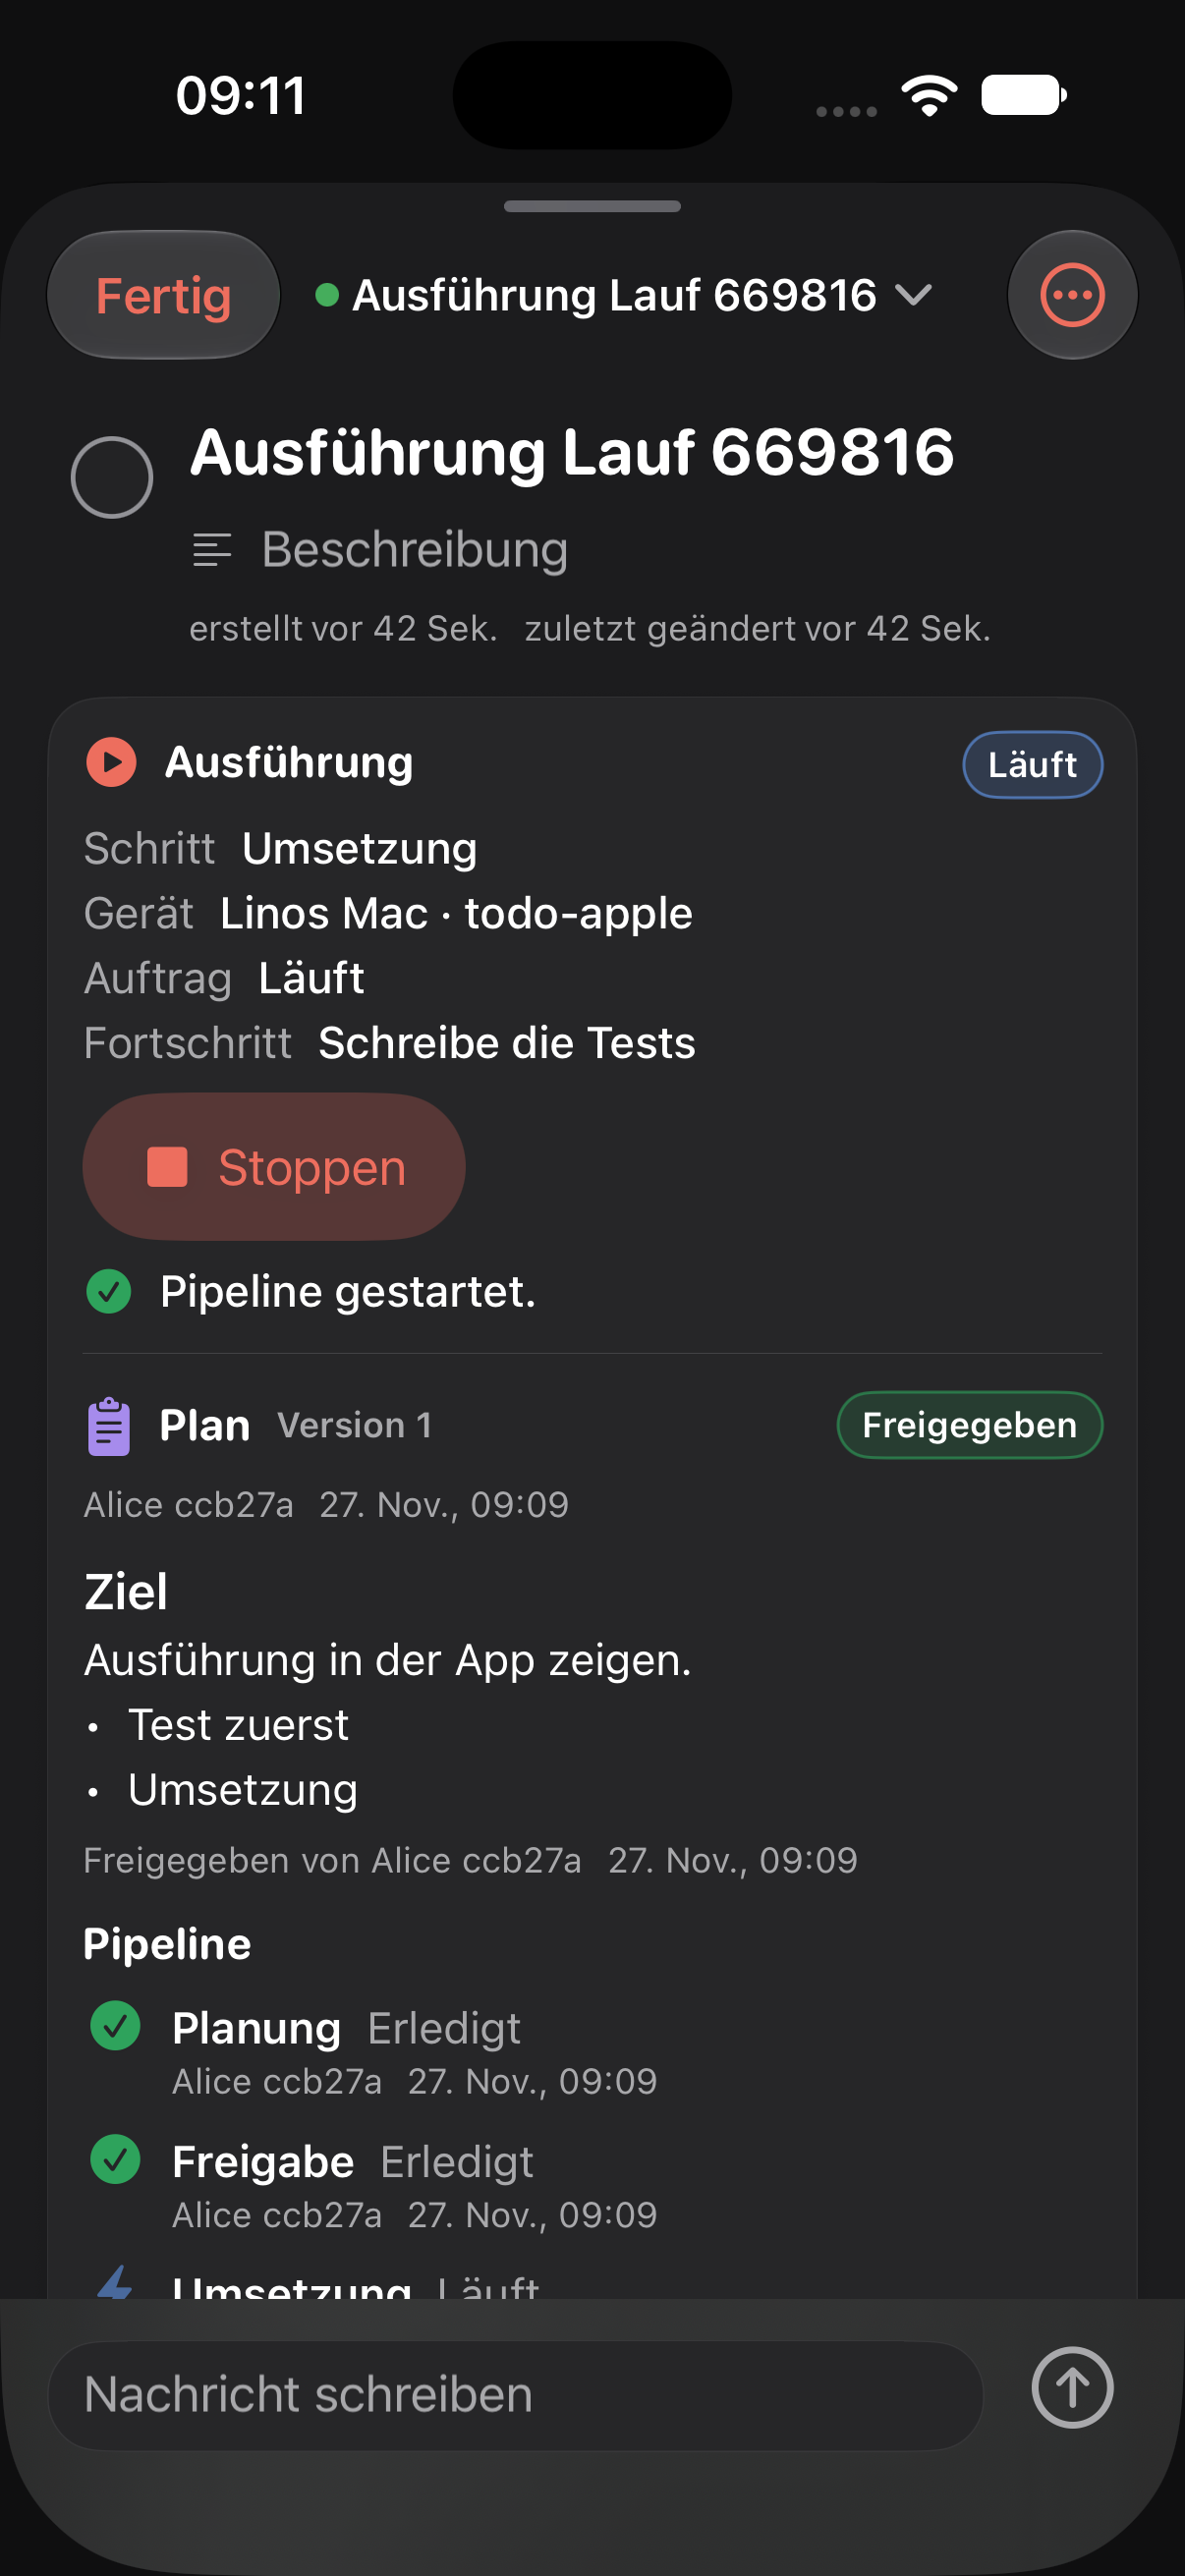 09:11
Fertig
Ausführung Lauf 669816
Ausführung Lauf 669816
Beschreibung
erstellt vor 42 Sek. zuletzt geändert vor 42 Sek.
Ausführung
Läuft
Schritt Umsetzung
Gerät Linos Mac · todo-apple
Auftrag Läuft
Fortschritt Schreibe die Tests
Stoppen
Pipeline gestartet.
Plan Version 1
Freigegeben
Alice ccb27a 27. Nov., 09:09
Ziel
Ausführung in der App zeigen.
• Test zuerst
• Umsetzung
Freigegeben von Alice ccb27a 27. Nov., 09:09
Pipeline
Planung Erledigt
Alice ccb27a 27. Nov., 09:09
Freigabe Erledigt
Alice ccb27a 27. Nov., 09:09
Umsetzung Läuft
Nachricht schreiben